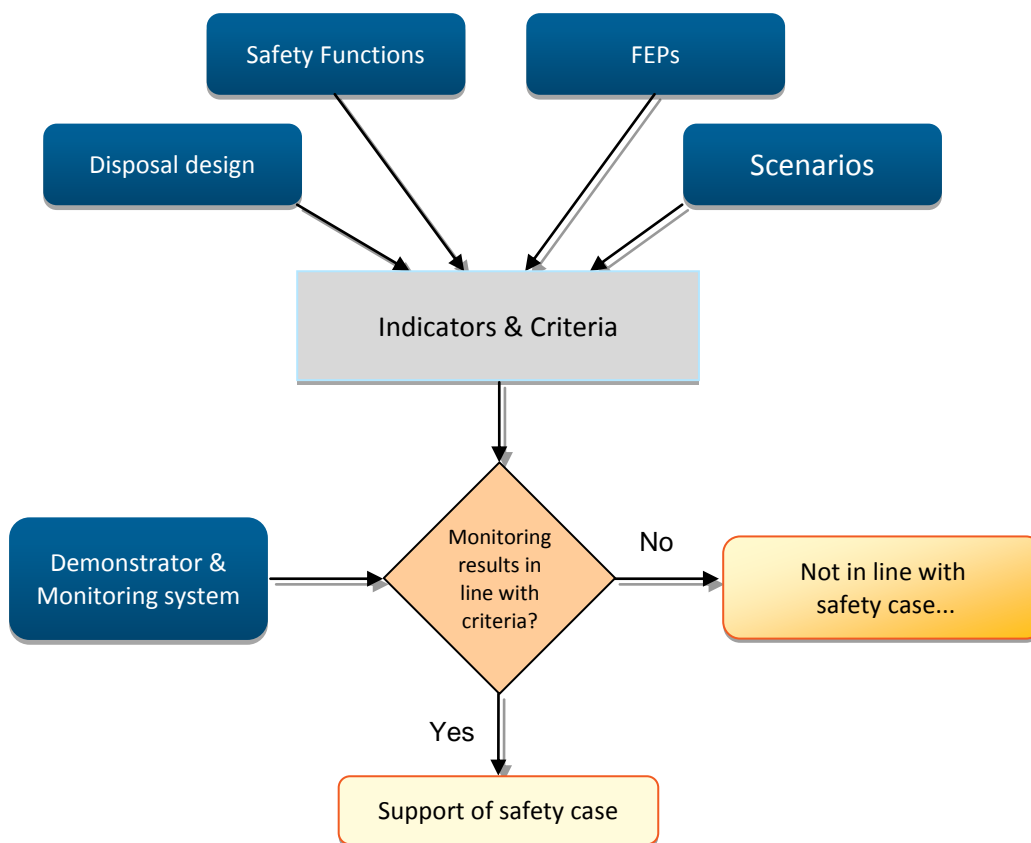 Safety Functions
FEPs
Disposal design
Scenarios
Indicators & Criteria
Demonstrator &
Monitoring system
Monitoring
results in
line with
criteria?
No
Not in line with
safety case...
Yes
Support of safety case